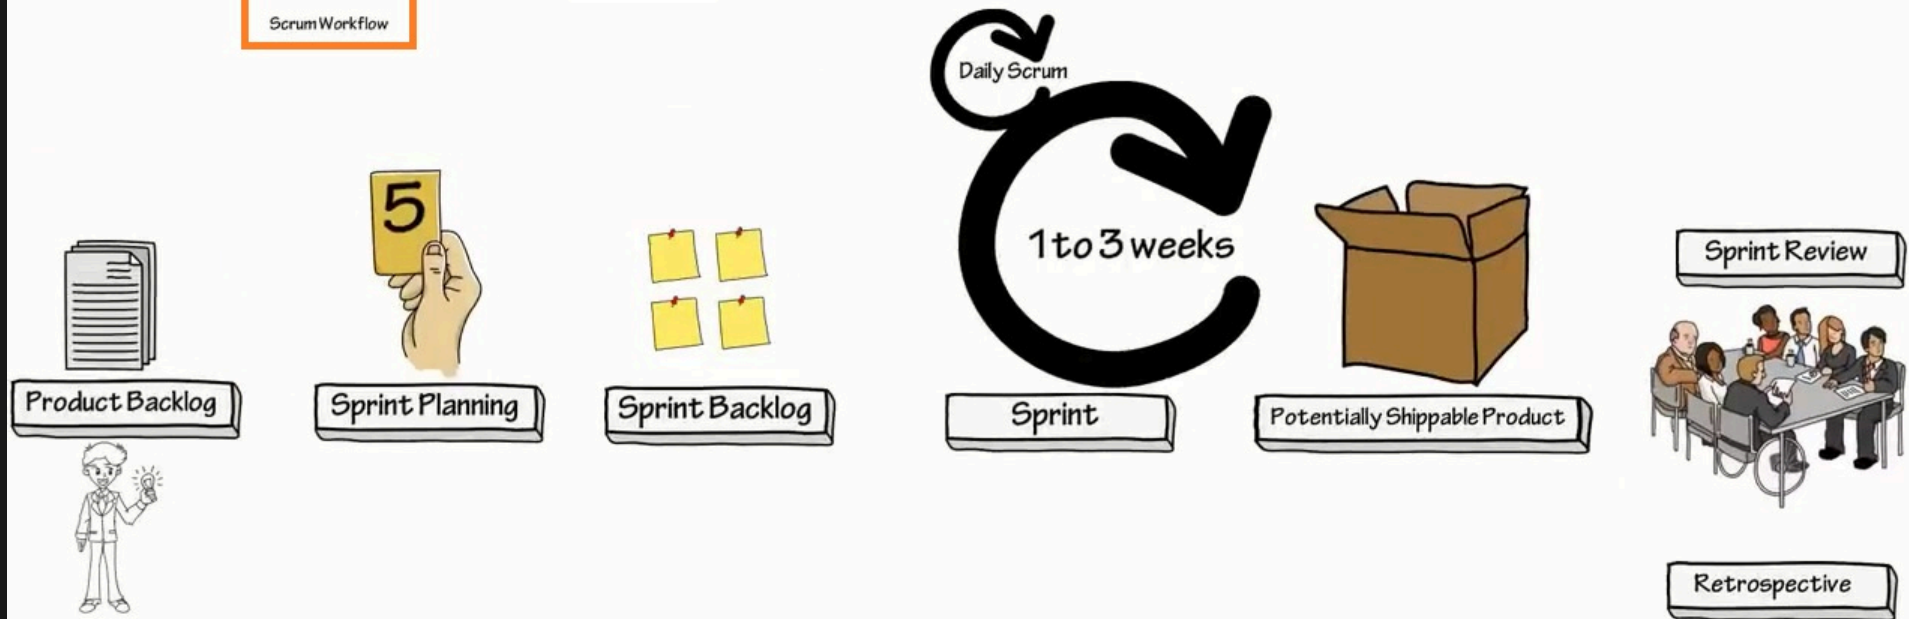 Scrum Workflow
Daily Scrum
5
1 to 3 weeks
Product Backlog
Sprint Planning
Sprint Backlog
Sprint
Potentially Shippable Product
Sprint Review
Retrospective